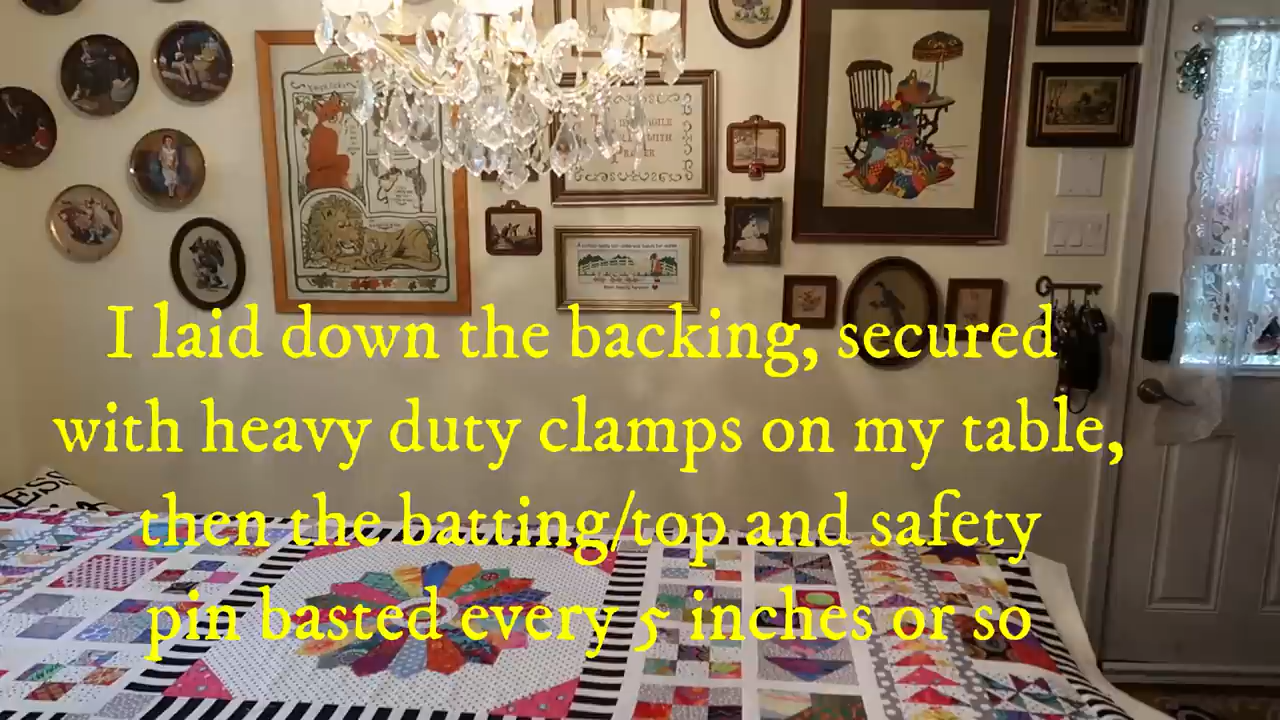 I laid down the backing, secured
with heavy duty clamps on my table,
then the batting/top and safety
pin basted every 5 inches or so